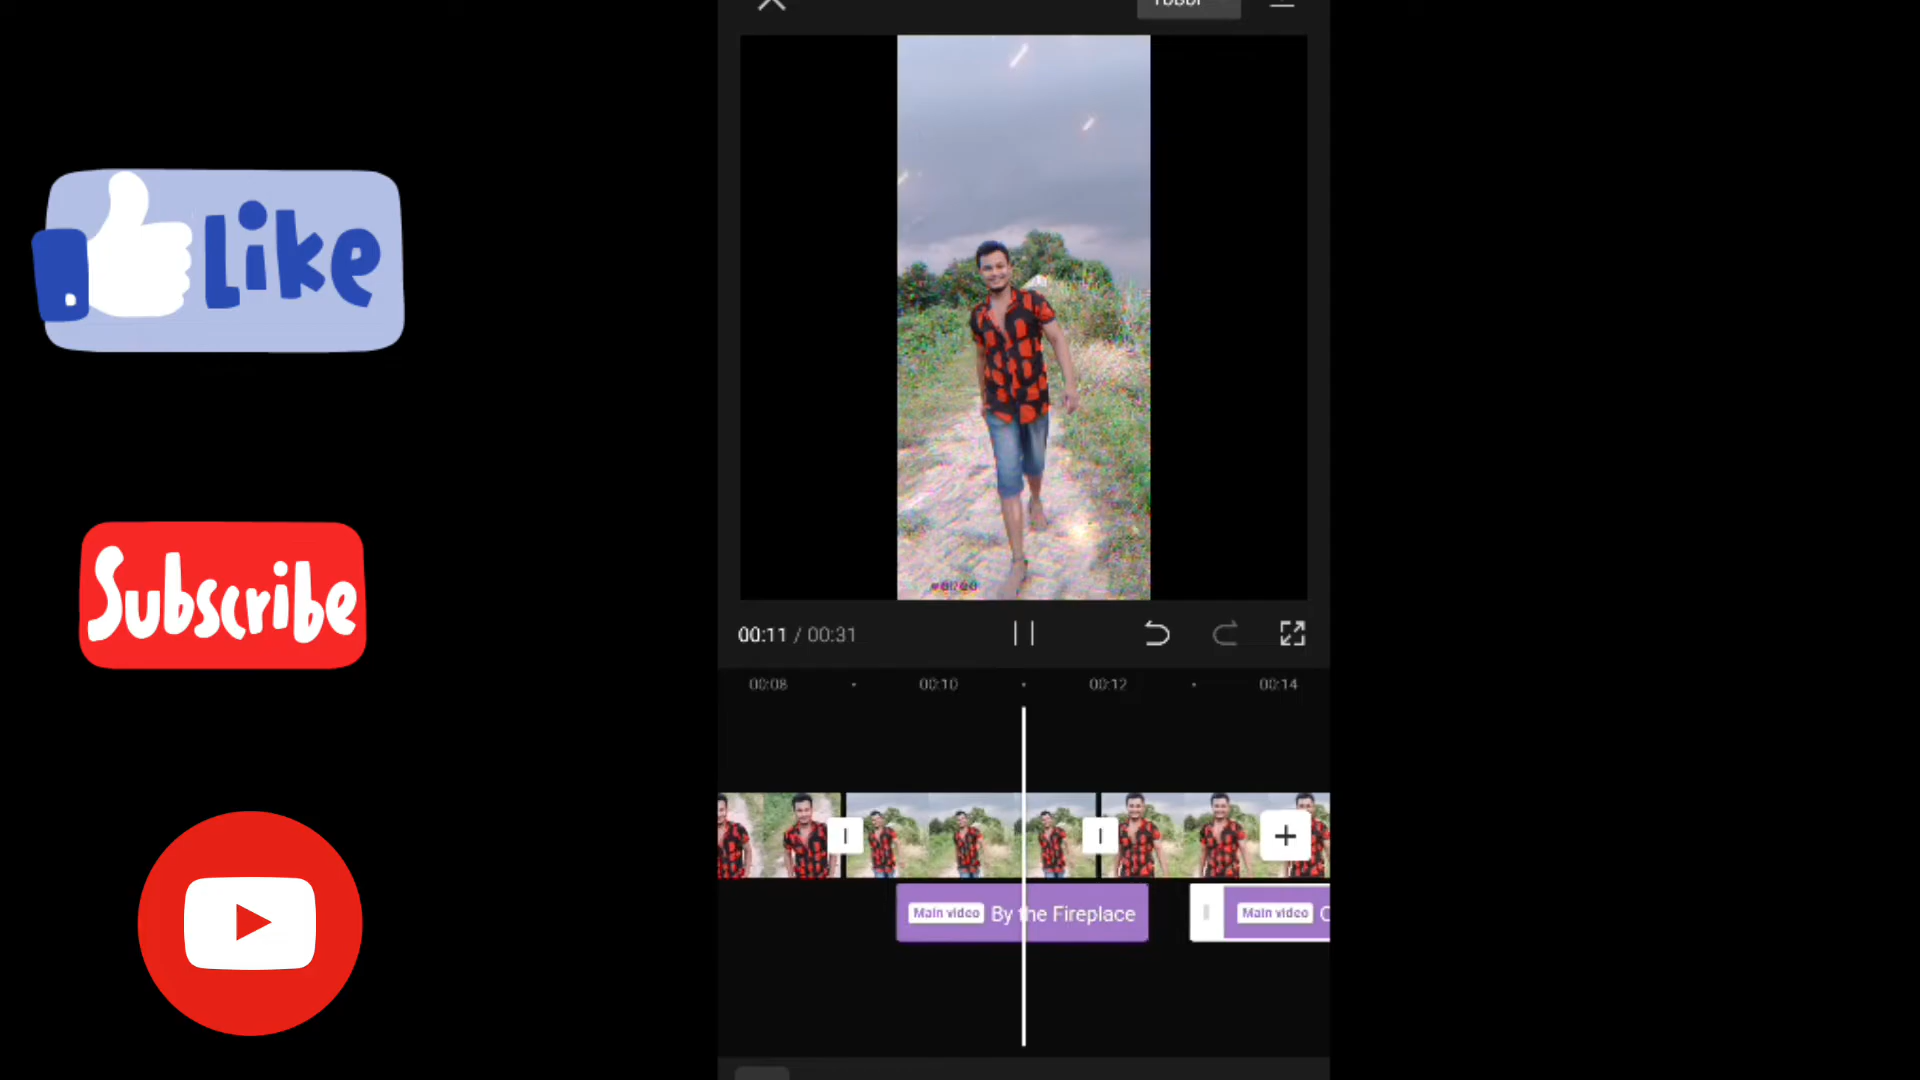 Like
Subscribe
00:11 / 00:31
00:08
00:10
00:12
00:14
Main video By the Fireplace
Main video